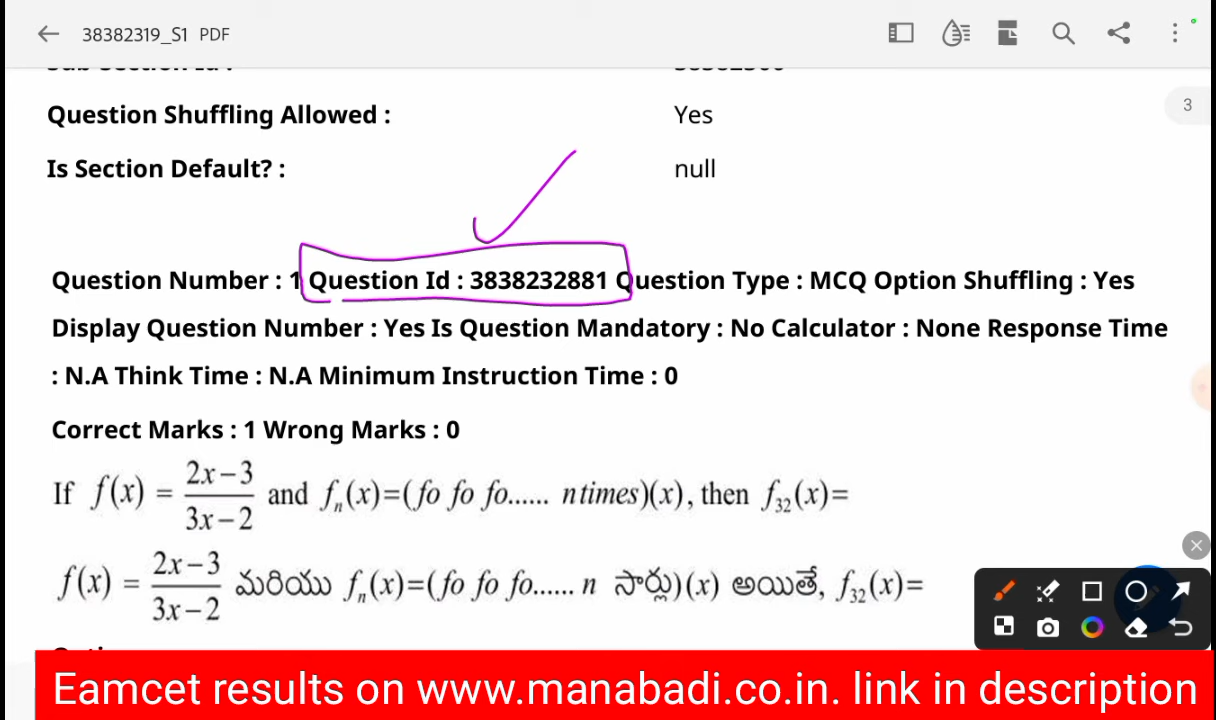 38382319_S1 PDF
3
Question Shuffling Allowed : Yes
Is Section Default? : null
Question Number : 1 Question Id : 3838232881 Question Type : MCQ Option Shuffling : Yes
Display Question Number : Yes Is Question Mandatory : No Calculator : None Response Time
: N.A Think Time : N.A Minimum Instruction Time : 0
Correct Marks : 1 Wrong Marks : 0
If f(x) = (2x−3)/(3x−2) and fₙ(x)=(fo fo fo...... n times)(x), then f₃₂(x)=
f(x) = (2x−3)/(3x−2) మరియు fₙ(x)=(fo fo fo...... n సార్లు)(x) అయితే, f₃₂(x)=
Eamcet results on www.manabadi.co.in. link in description